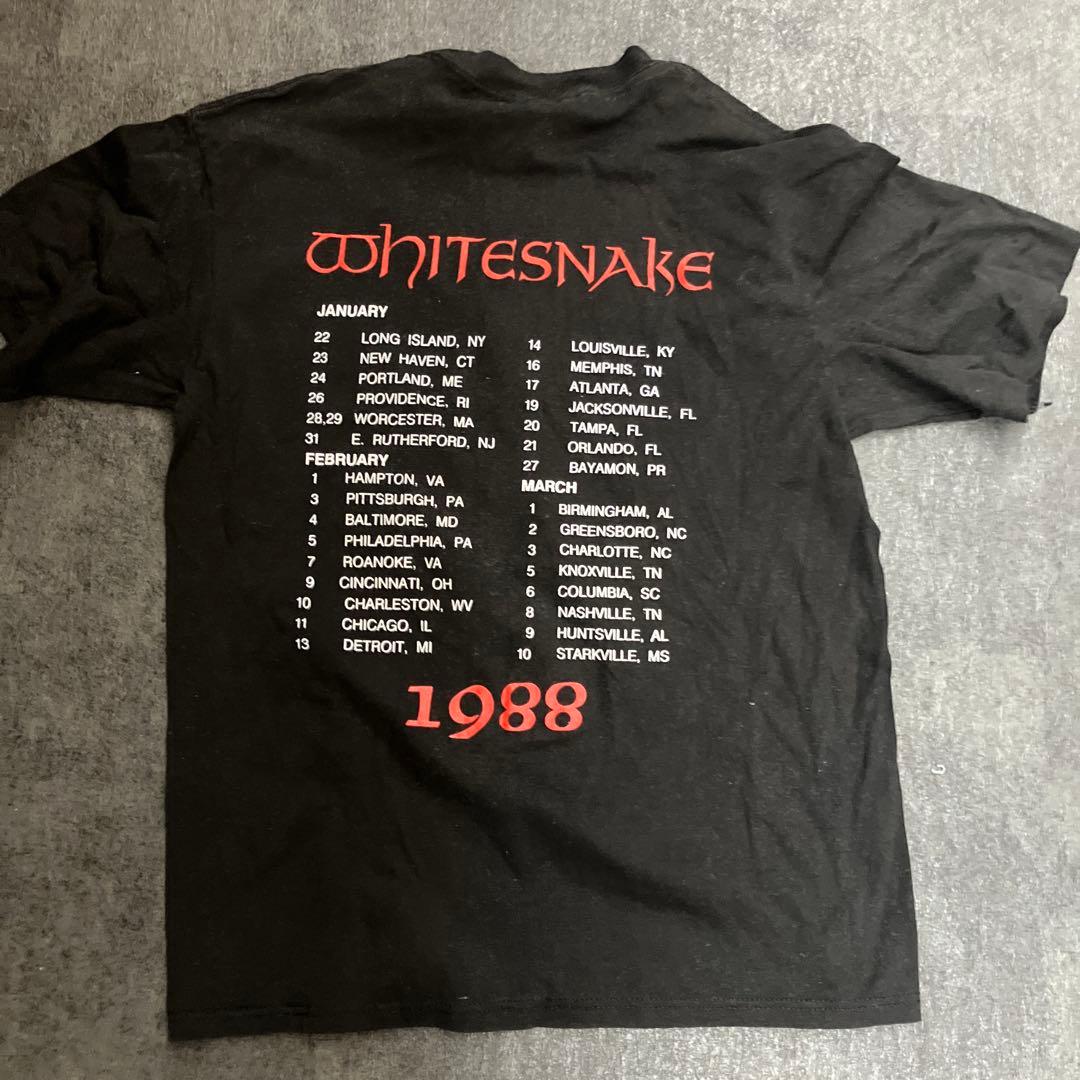 WHITESNAKE
JANUARY
22 LONG ISLAND, NY
23 NEW HAVEN, CT
24 PORTLAND, ME
26 PROVIDENCE, RI
28,29 WORCESTER, MA
31 E. RUTHERFORD, NJ
FEBRUARY
1 HAMPTON, VA
3 PITTSBURGH, PA
4 BALTIMORE, MD
5 PHILADELPHIA, PA
7 ROANOKE, VA
9 CINCINNATI, OH
10 CHARLESTON, WV
11 CHICAGO, IL
13 DETROIT, MI
14 LOUISVILLE, KY
16 MEMPHIS, TN
17 ATLANTA, GA
19 JACKSONVILLE, FL
20 TAMPA, FL
21 ORLANDO, FL
27 BAYAMON, PR
MARCH
1 BIRMINGHAM, AL
2 GREENSBORO, NC
3 CHARLOTTE, NC
5 KNOXVILLE, TN
6 COLUMBIA, SC
8 NASHVILLE, TN
9 HUNTSVILLE, AL
10 STARKVILLE, MS
1988